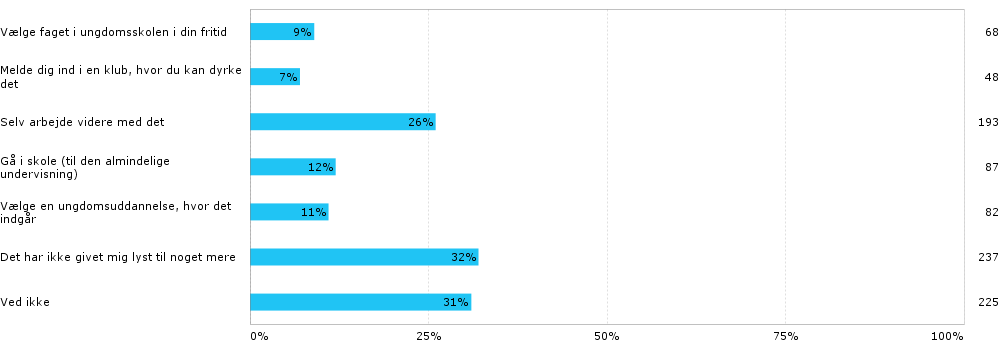 Vælge faget i ungdomsskolen i din fritid 9% 68
Melde dig ind i en klub, hvor du kan dyrke
det 7% 48
Selv arbejde videre med det 26% 193
Gå i skole (til den almindelige
undervisning) 12% 87
Vælge en ungdomsuddannelse, hvor det
indgår 11% 82
Det har ikke givet mig lyst til noget mere 32% 237
Ved ikke 31% 225
0% 25% 50% 75% 100%